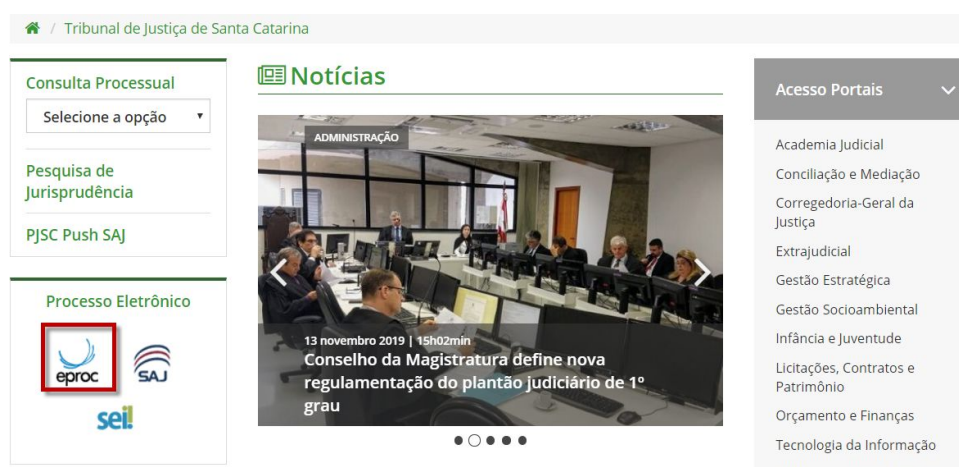 / Tribunal de Justiça de Santa Catarina
Consulta Processual
Selecione a opção
Pesquisa de
Jurisprudência
PJSC Push SAJ
Processo Eletrônico
eproc
SAJ
sei!
Notícias
ADMINISTRAÇÃO
13 novembro 2019 | 15h02min
Conselho da Magistratura define nova
regulamentação do plantão judiciário de 1º
grau
Acesso Portais
Academia Judicial
Conciliação e Mediação
Corregedoria-Geral da
Justiça
Extrajudicial
Gestão Estratégica
Gestão Socioambiental
Infância e Juventude
Licitações, Contratos e
Patrimônio
Orçamento e Finanças
Tecnologia da Informação